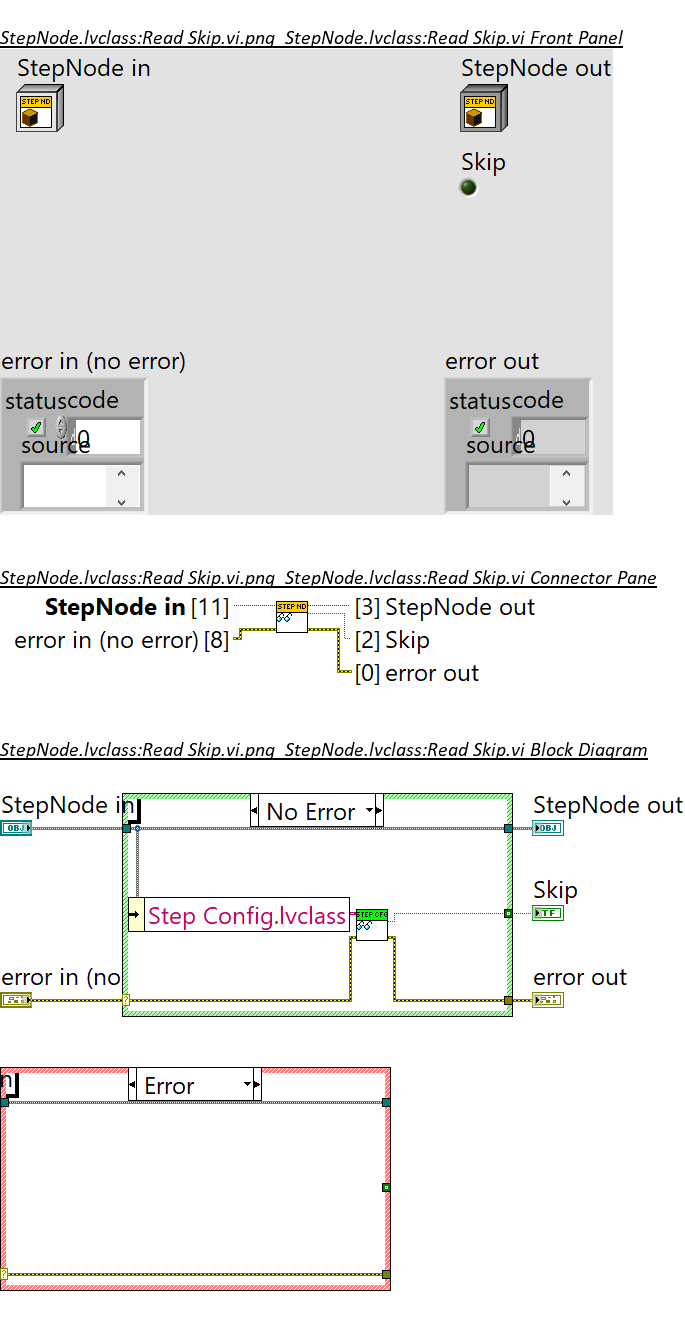 StepNode.lvclass:Read Skip.vi.png StepNode.lvclass:Read Skip.vi Front Panel
StepNode in
StepNode out
STEP ND
STEP ND
Skip
error in (no error)
error out
status code
status code
0
0
source
source
StepNode.lvclass:Read Skip.vi.png StepNode.lvclass:Read Skip.vi Connector Pane
StepNode in [11]
STEP ND
[3] StepNode out
error in (no error) [8]
[2] Skip
[0] error out
StepNode.lvclass:Read Skip.vi.png StepNode.lvclass:Read Skip.vi Block Diagram
StepNode in
No Error
StepNode out
OBJ
OBJ
Skip
Step Config.lvclass
STEP CFG
TF
error in (no
error out
?
n
Error
?